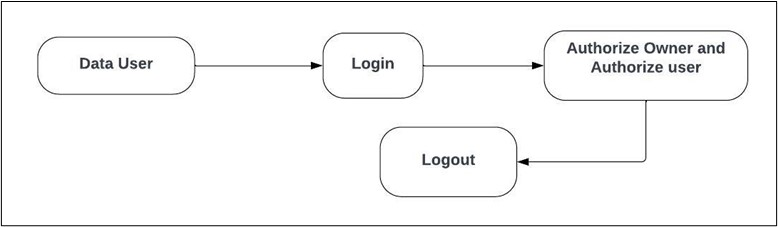 Data User
Login
Authorize Owner and
Authorize user
Logout